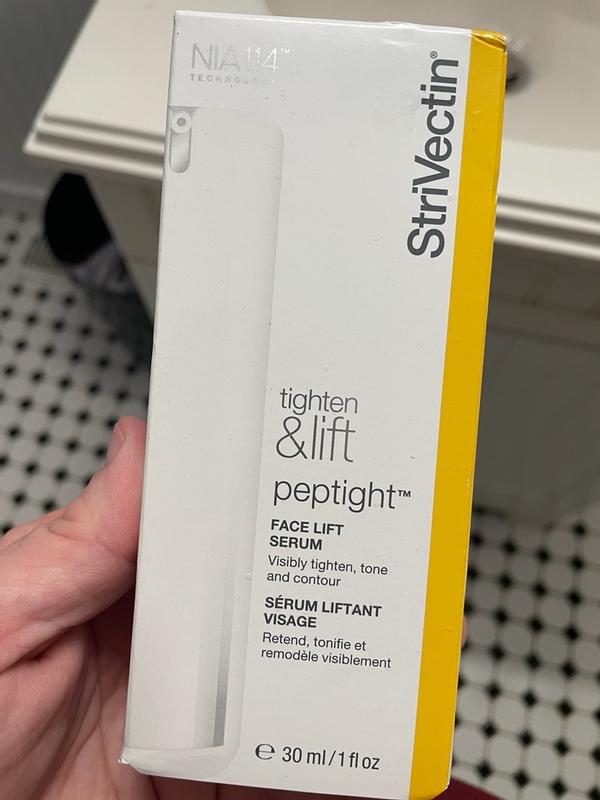 NIA114™
TECHNOLOGY
StriVectin®
tighten
&lift
peptight™
FACE LIFT
SERUM
Visibly tighten, tone
and contour
SÉRUM LIFTANT
VISAGE
Retend, tonifie et
remodèle visiblement
℮ 30 ml/1 fl oz